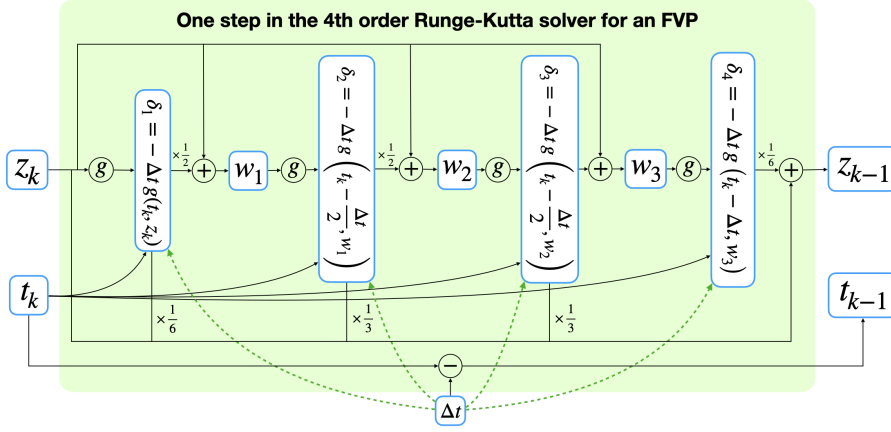 One step in the 4th order Runge-Kutta solver for an FVP
z_k
g
δ_1 = − Δt g(t_k, z_k)
×1/2
+
w_1
g
δ_2 = − Δt g (t_k − Δt/2, w_1)
×1/2
+
w_2
g
δ_3 = − Δt g (t_k − Δt/2, w_2)
+
w_3
g
δ_4 = − Δt g (t_k − Δt, w_3)
×1/6
+
z_{k−1}
t_k
×1/6
×1/3
×1/3
t_{k−1}
−
Δt